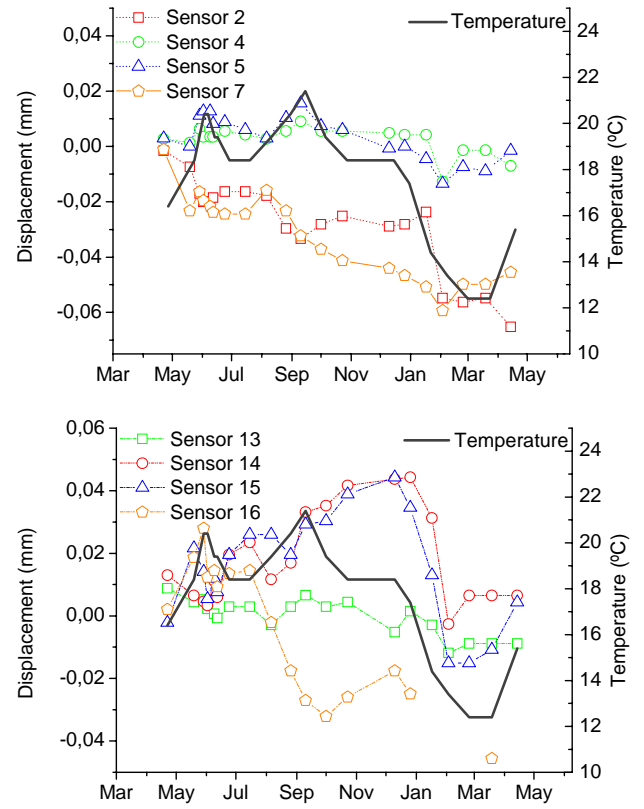 Sensor 2
Sensor 4
Sensor 5
Sensor 7
Temperature
0,04
0,02
0,00
-0,02
-0,04
-0,06
Displacement (mm)
24
22
20
18
16
14
12
10
Temperature (ºC)
Mar May Jul Sep Nov Jan Mar May
Sensor 13
Sensor 14
Sensor 15
Sensor 16
Temperature
0,06
0,04
0,02
0,00
-0,02
-0,04
Displacement (mm)
24
22
20
18
16
14
12
10
Temperature (ºC)
Mar May Jul Sep Nov Jan Mar May